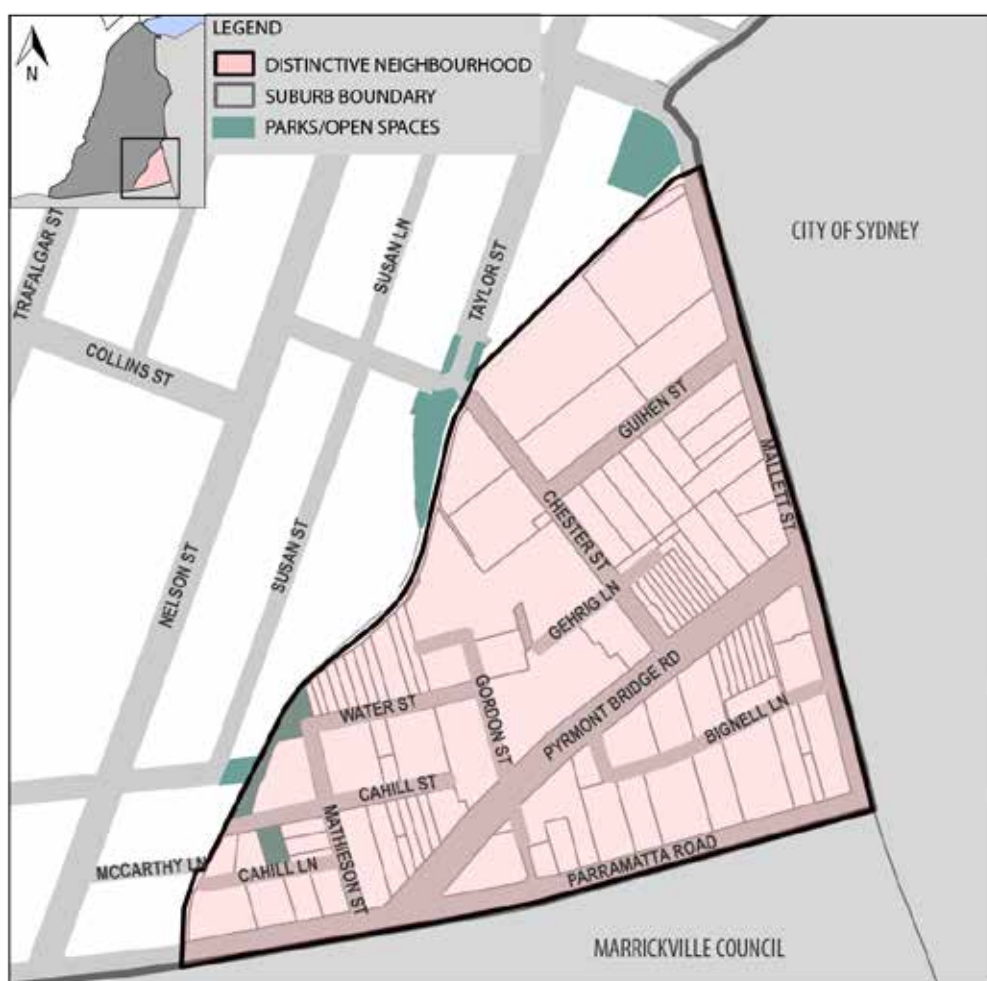 LEGEND
DISTINCTIVE NEIGHBOURHOOD
SUBURB BOUNDARY
PARKS/OPEN SPACES
N
CITY OF SYDNEY
TRAFALGAR ST
SUSAN LN
TAYLOR ST
COLLINS ST
GUIHEN ST
MALLETT ST
CHESTER ST
NELSON ST
SUSAN ST
GEHRIG LN
WATER ST
GORDON ST
PYRMONT BRIDGE RD
BIGNELL LN
CAHILL ST
MATHIESON ST
MCCARTHY LN
CAHILL LN
PARRAMATTA ROAD
MARRICKVILLE COUNCIL